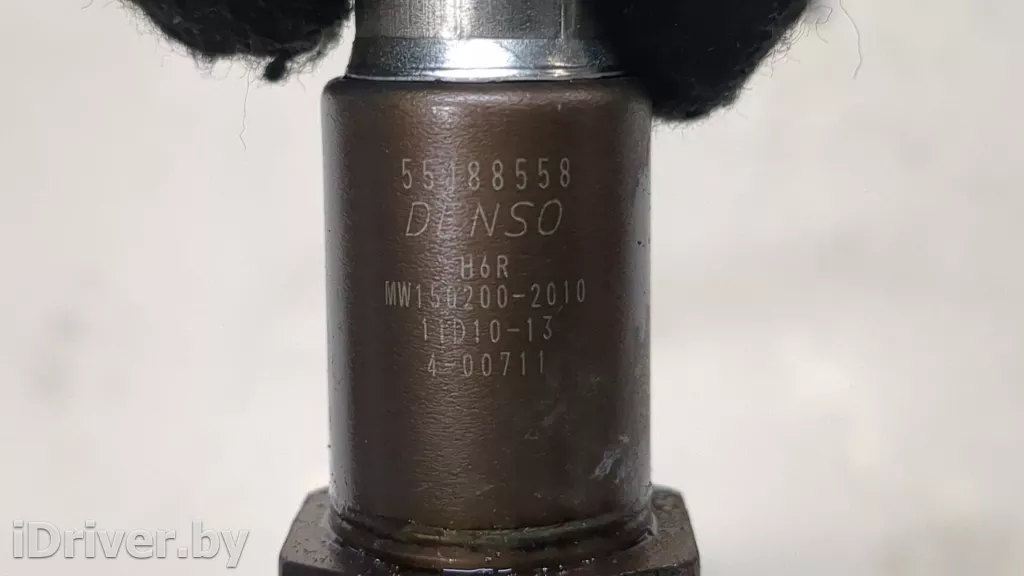 55188558
DENSO
H6R
MW150200-2010
11D10-13
4-00711
iDriver.by